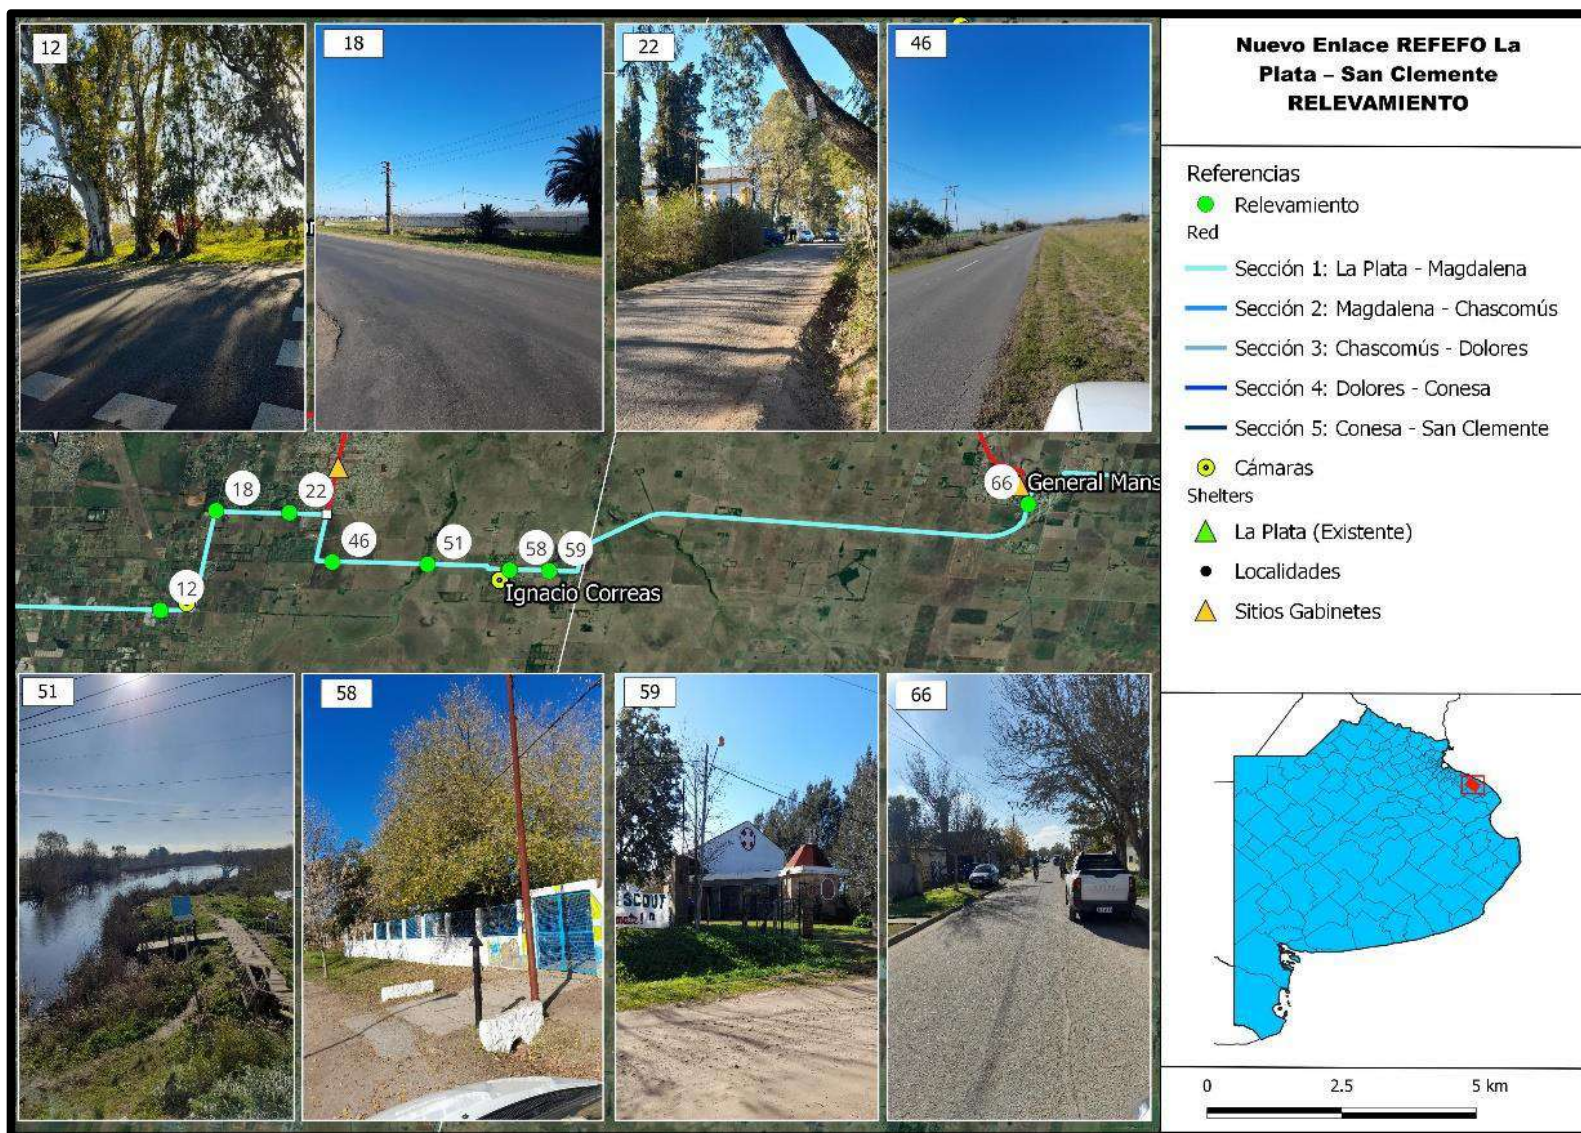 12
18
22
46
18
22
46
51
58
59
12
Ignacio Correas
66
General Mans
51
58
59
SCOUT
66
Nuevo Enlace REFEFO La
Plata – San Clemente
RELEVAMIENTO
Referencias
Relevamiento
Red
Sección 1: La Plata - Magdalena
Sección 2: Magdalena - Chascomús
Sección 3: Chascomús - Dolores
Sección 4: Dolores - Conesa
Sección 5: Conesa - San Clemente
Cámaras
Shelters
La Plata (Existente)
Localidades
Sitios Gabinetes
0 2.5 5 km